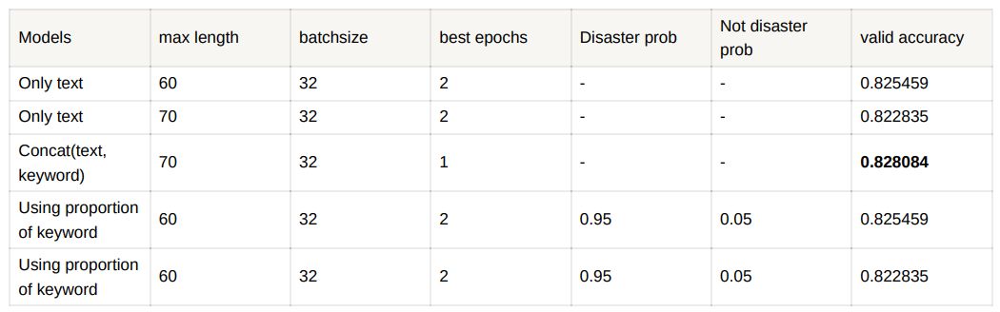 Models max length batchsize best epochs Disaster prob Not disaster prob valid accuracy
Only text 60 32 2 - - 0.825459
Only text 70 32 2 - - 0.822835
Concat(text, keyword) 70 32 1 - - 0.828084
Using proportion of keyword 60 32 2 0.95 0.05 0.825459
Using proportion of keyword 60 32 2 0.95 0.05 0.822835